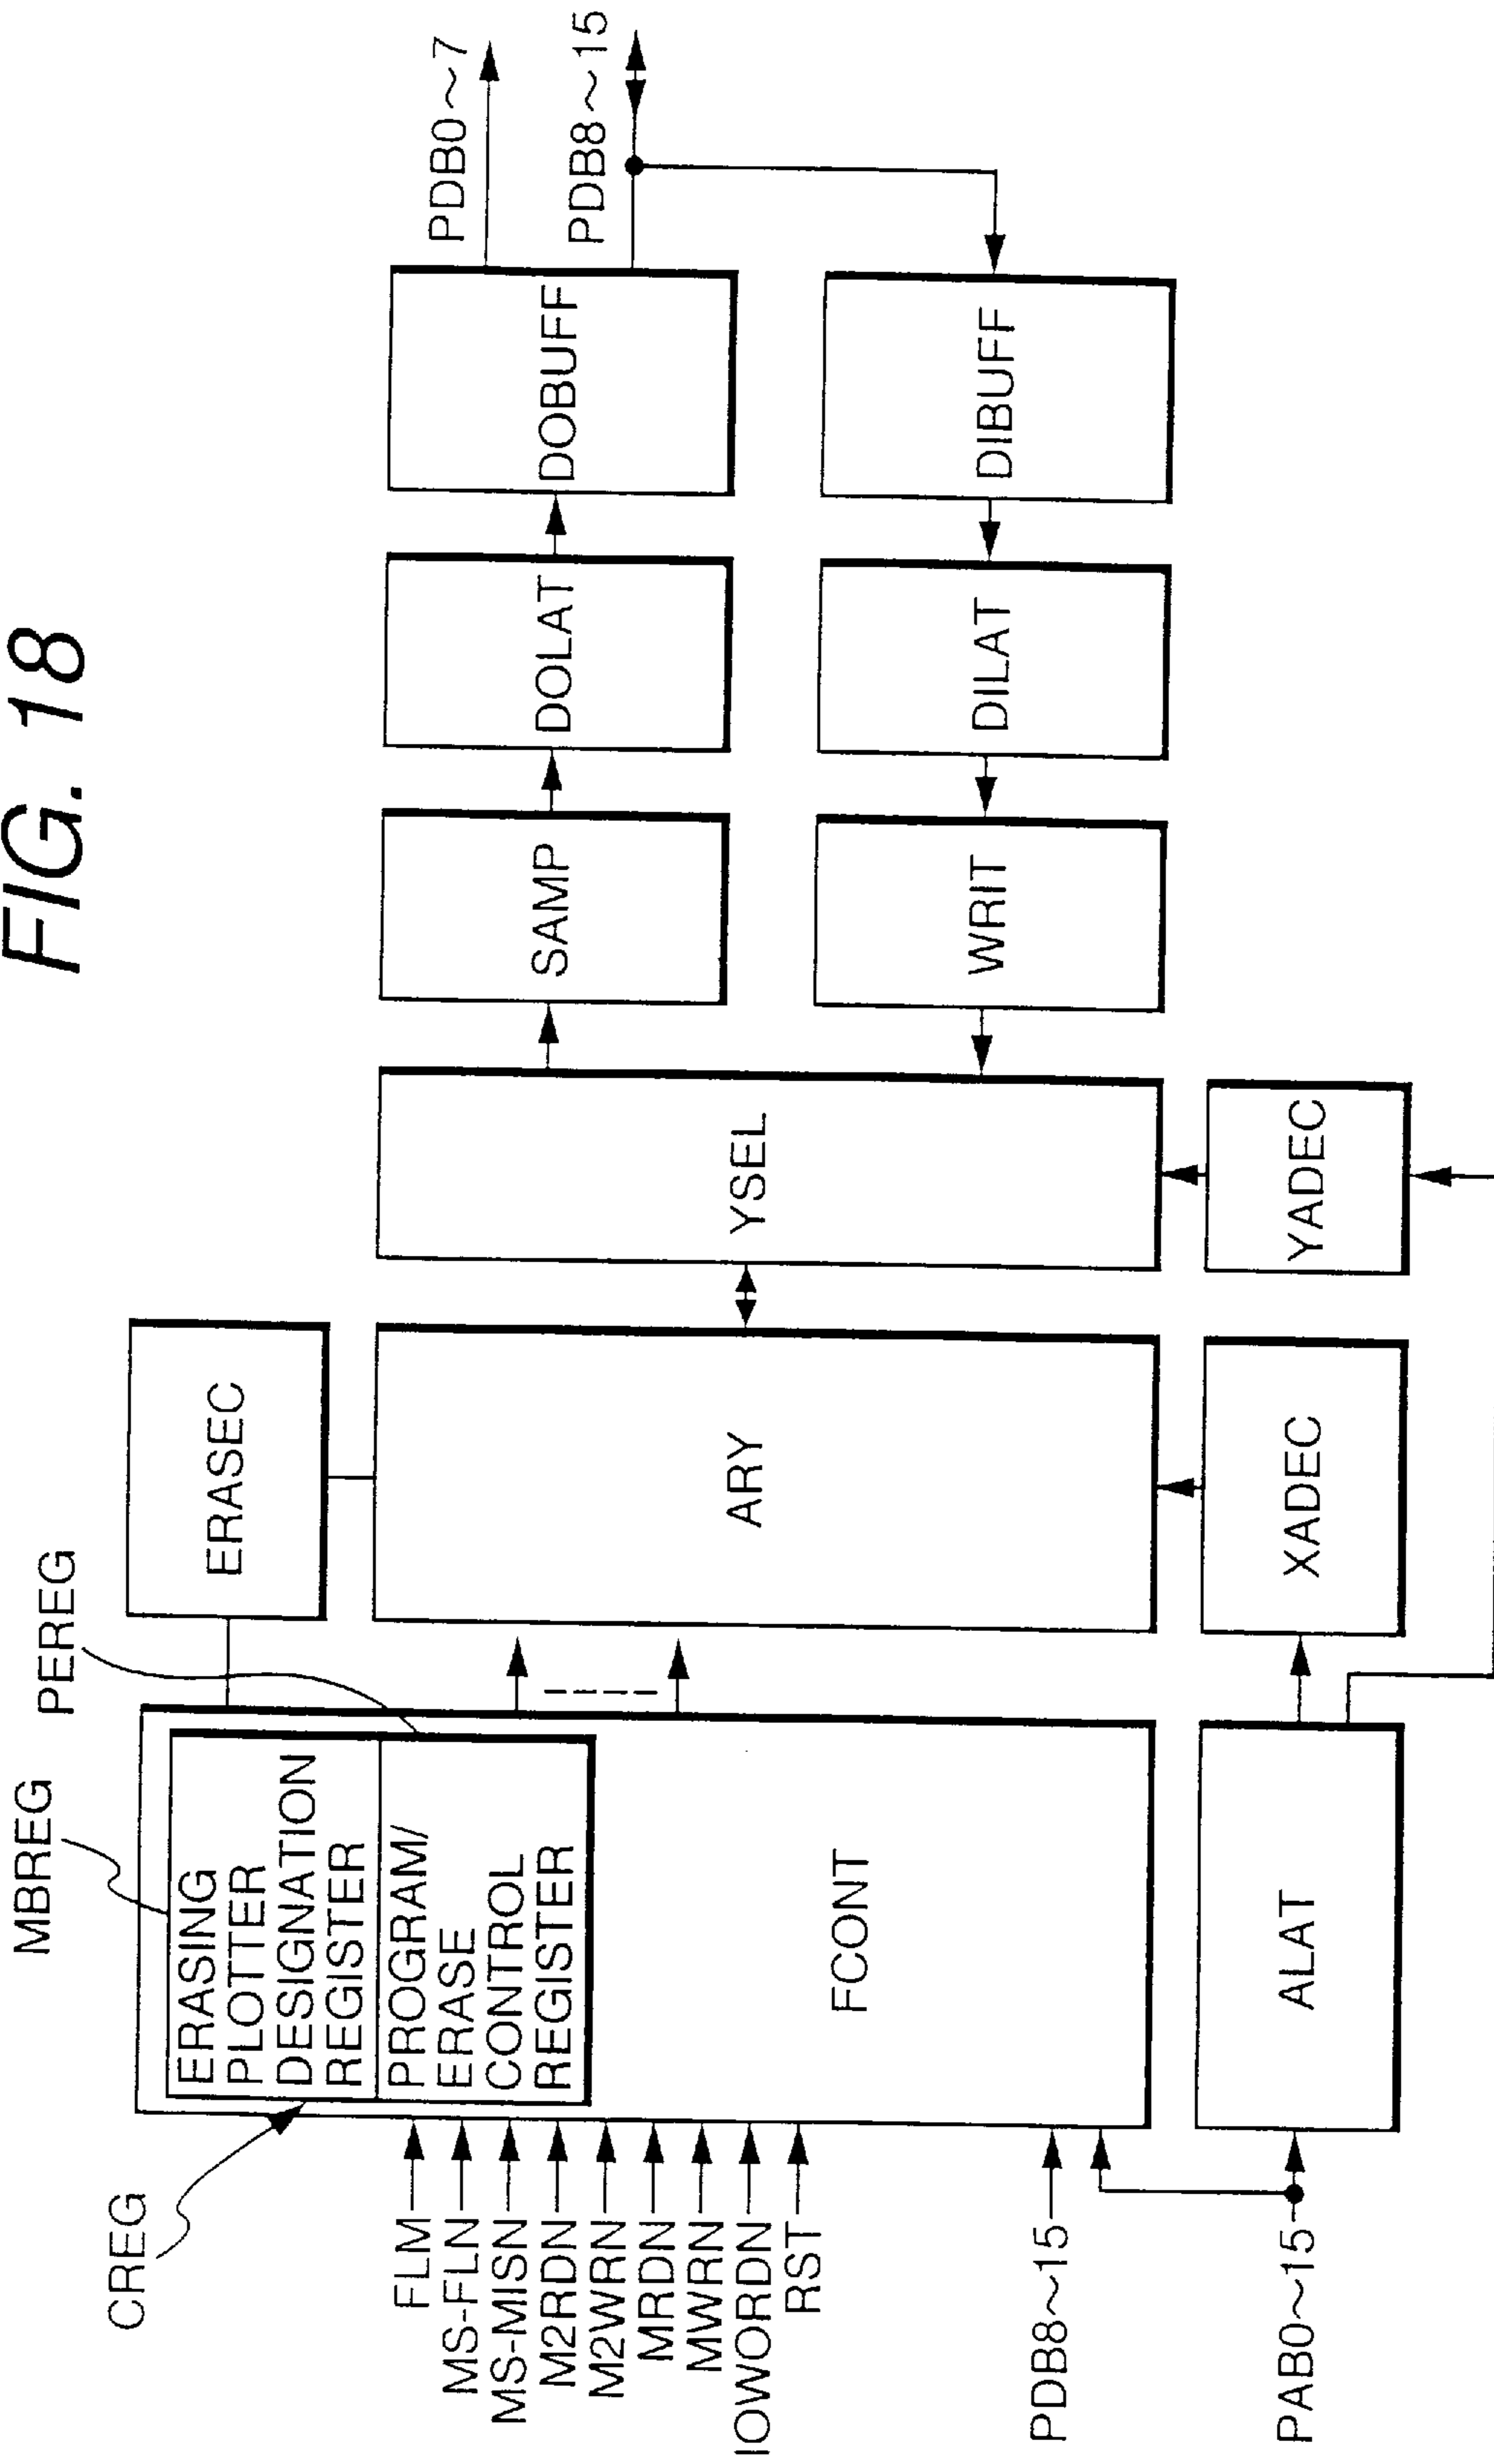 FIG. 18
CREG
MBREG
PEREG
ERASING
PLOTTER
DESIGNATION
REGISTER
PROGRAM/
ERASE
CONTROL
REGISTER
FCONT
FLM
MS-FLN
MS-MISN
M2RDN
M2WRN
MRDN
MWRN
IOWORDN
RST
PDB8~15
PAB0~15
ALAT
ERASEC
ARY
XADEC
YSEL
YADEC
SAMP
DOLAT
DOBUFF
PDB0~7
PDB8~15
WRIT
DILAT
DIBUFF